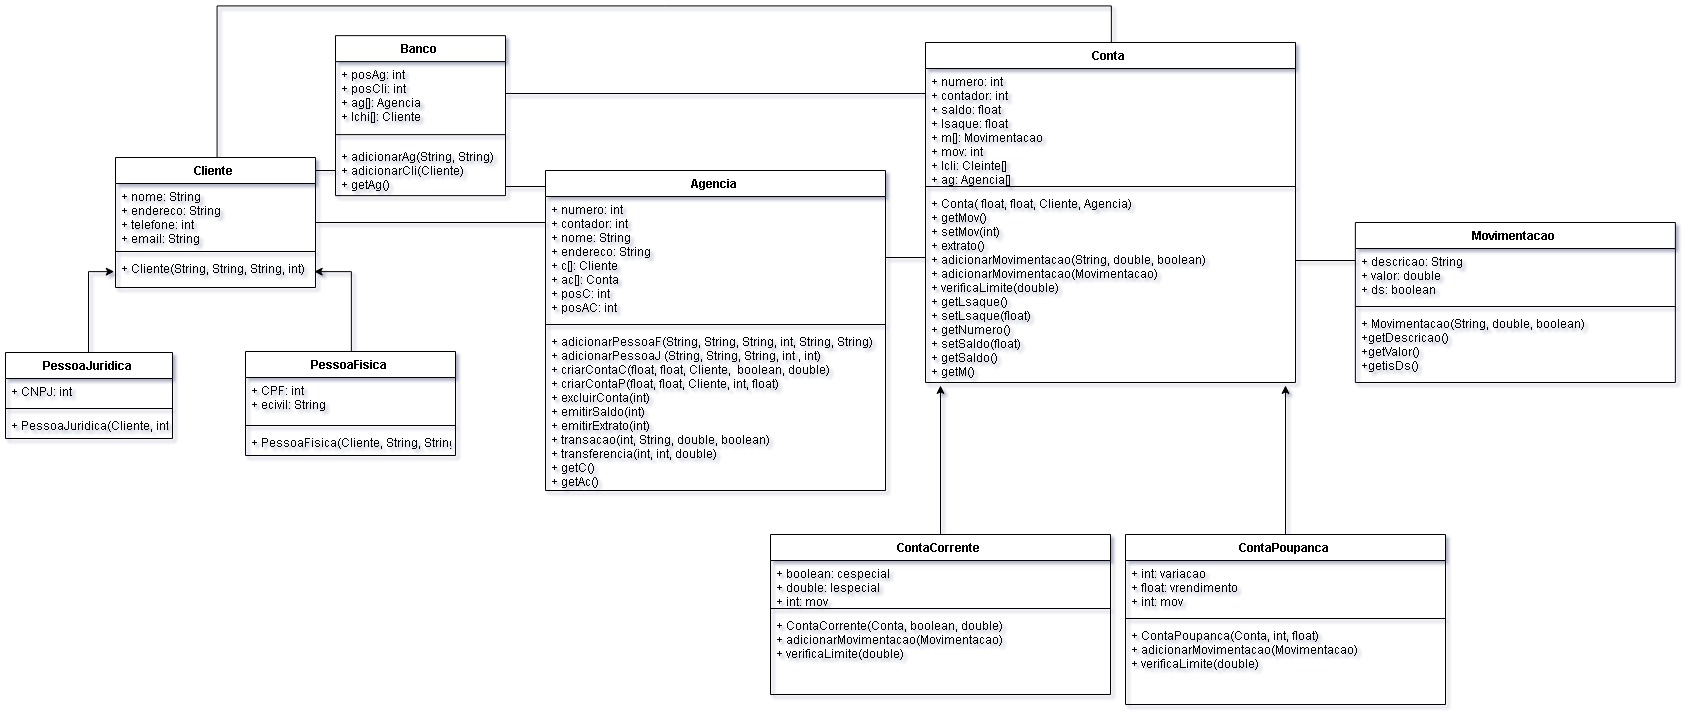 Banco
+ posAg: int
+ posCli: int
+ ag[]: Agencia
+ lchi[]: Cliente
+ adicionarAg(String, String)
+ adicionarCli(Cliente)
+ getAg()
Conta
+ numero: int
+ contador: int
+ saldo: float
+ lsaque: float
+ m[]: Movimentacao
+ mov: int
+ lcli: Cleinte[]
+ ag: Agencia[]
+ Conta( float, float, Cliente, Agencia)
+ getMov()
+ setMov(int)
+ extrato()
+ adicionarMovimentacao(String, double, boolean)
+ adicionarMovimentacao(Movimentacao)
+ verificaLimite(double)
+ getLsaque()
+ setLsaque(float)
+ getNumero()
+ setSaldo(float)
+ getSaldo()
+ getM()
Cliente
+ nome: String
+ endereco: String
+ telefone: int
+ email: String
+ Cliente(String, String, String, int)
Agencia
+ numero: int
+ contador: int
+ nome: String
+ endereco: String
+ c[]: Cliente
+ ac[]: Conta
+ posC: int
+ posAC: int
+ adicionarPessoaF(String, String, String, int, String, String)
+ adicionarPessoaJ (String, String, String, int , int)
+ criarContaC(float, float, Cliente,  boolean, double)
+ criarContaP(float, float, Cliente, int, float)
+ excluirConta(int)
+ emitirSaldo(int)
+ emitirExtrato(int)
+ transacao(int, String, double, boolean)
+ transferencia(int, int, double)
+ getC()
+ getAc()
Movimentacao
+ descricao: String
+ valor: double
+ ds: boolean
+ Movimentacao(String, double, boolean)
+getDescricao()
+getValor()
+getisDs()
PessoaJuridica
+ CNPJ: int
+ PessoaJuridica(Cliente, int
PessoaFisica
+ CPF: int
+ ecivil: String
+ PessoaFisica(Cliente, String, String
ContaCorrente
+ boolean: cespecial
+ double: lespecial
+ int: mov
+ ContaCorrente(Conta, boolean, double)
+ adicionarMovimentacao(Movimentacao)
+ verificaLimite(double)
ContaPoupanca
+ int: variacao
+ float: vrendimento
+ int: mov
+ ContaPoupanca(Conta, int, float)
+ adicionarMovimentacao(Movimentacao)
+ verificaLimite(double)